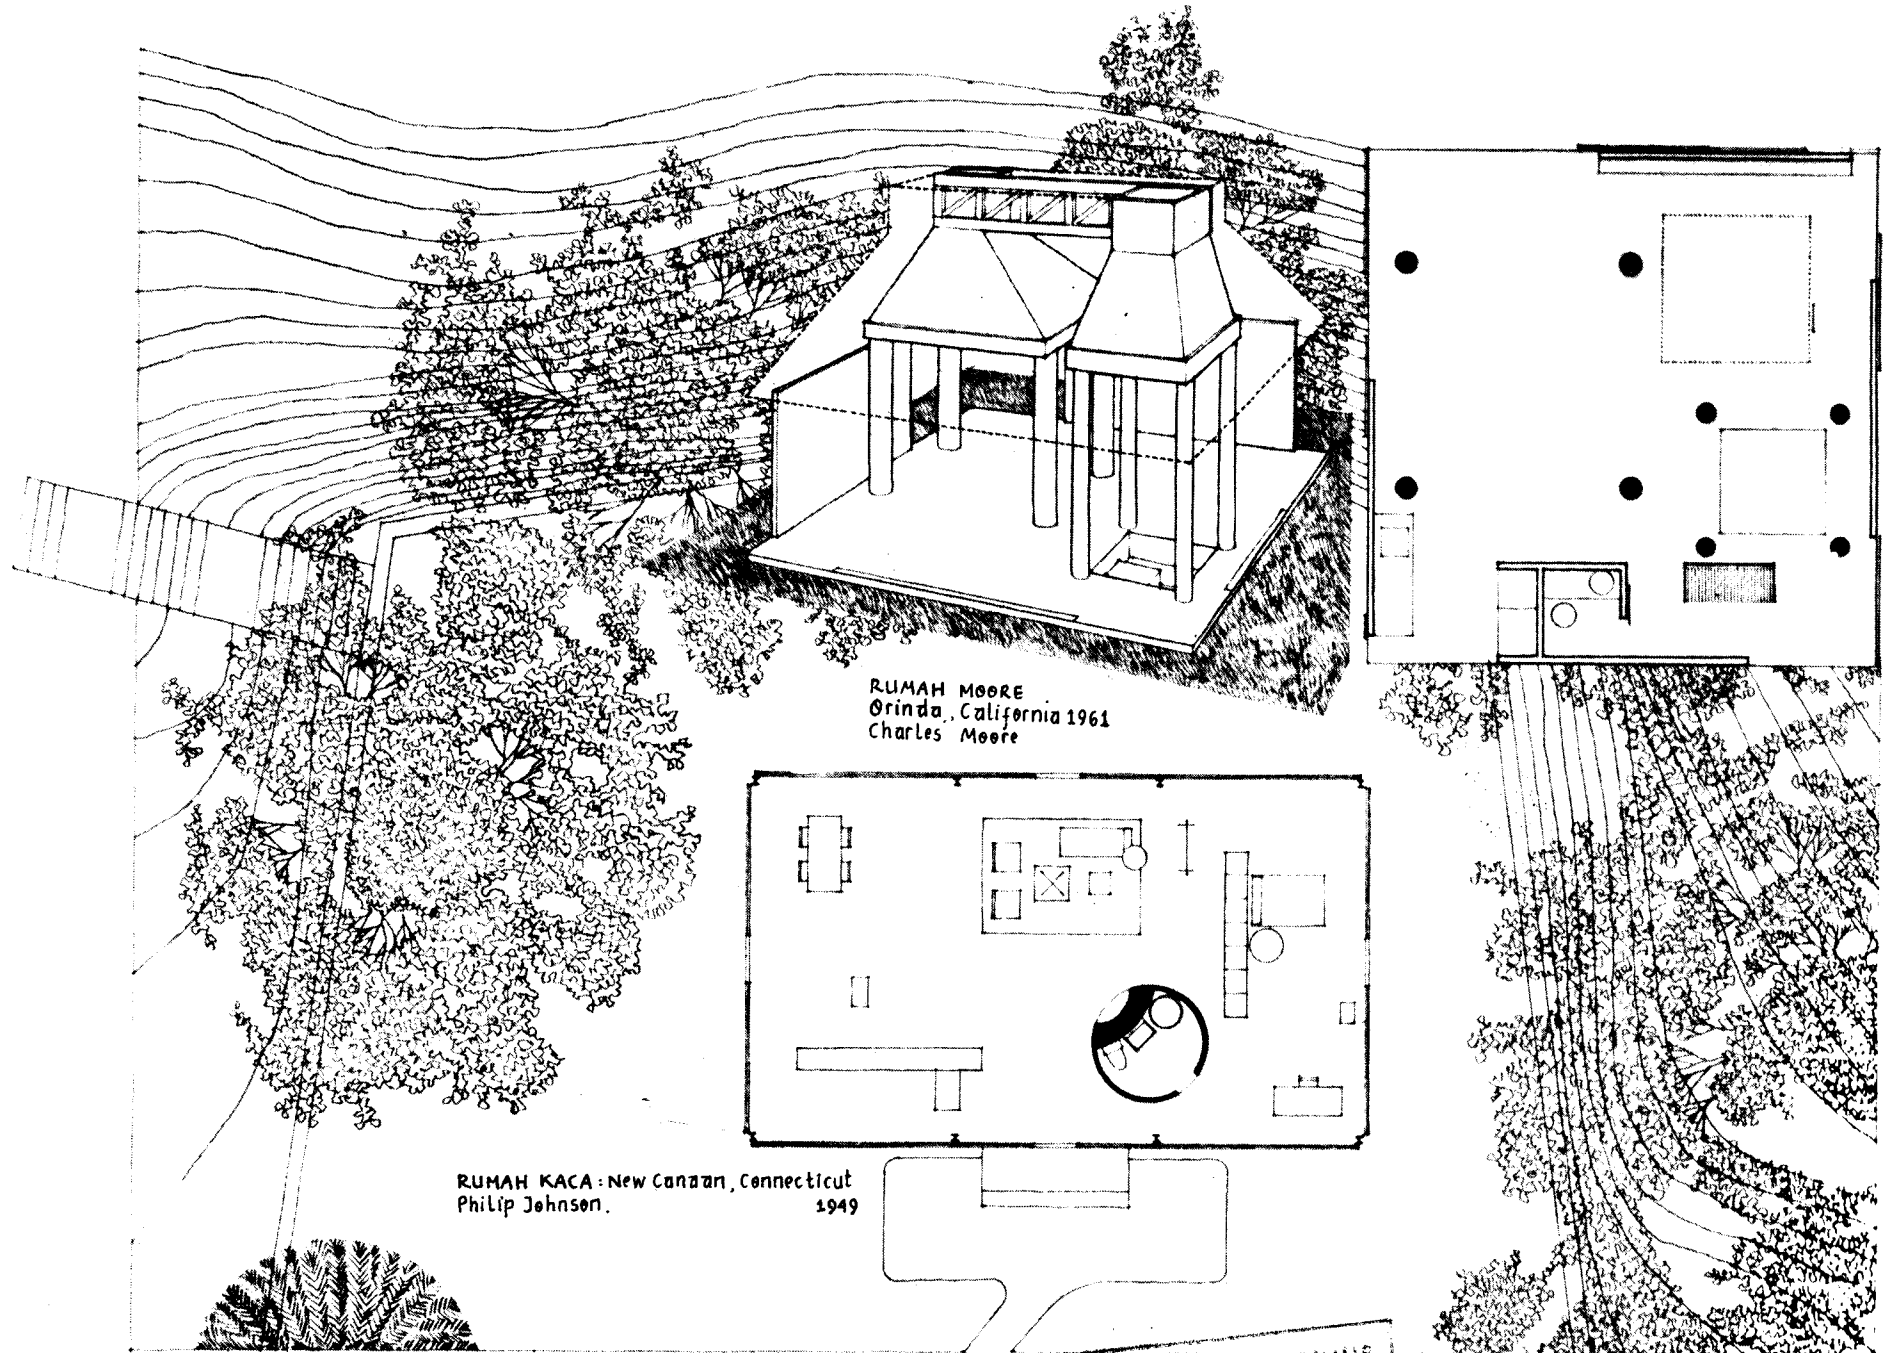 RUMAH MOORE
Orinda, California 1961
Charles Moore
RUMAH KACA: New Canaan, Connecticut
Philip Johnson. 1949